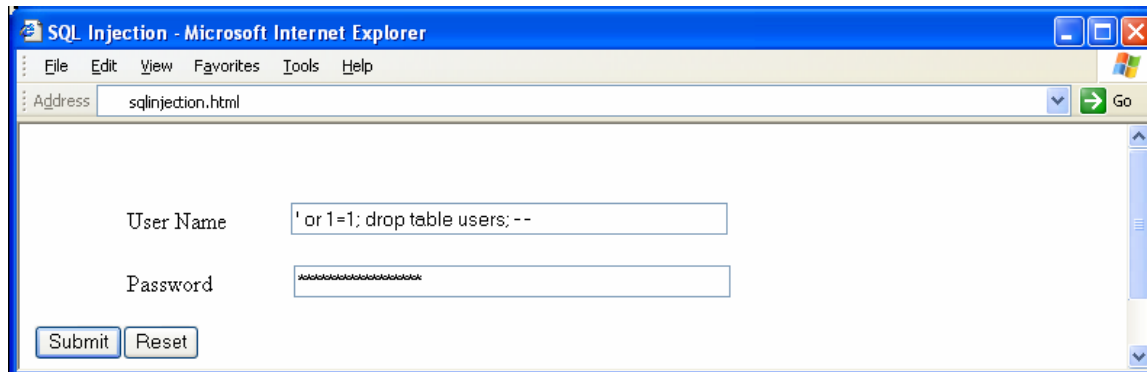 SQL Injection - Microsoft Internet Explorer
File Edit View Favorites Tools Help
Address sqlinjection.html Go
User Name ' or 1=1; drop table users; --
Password ********************
Submit Reset